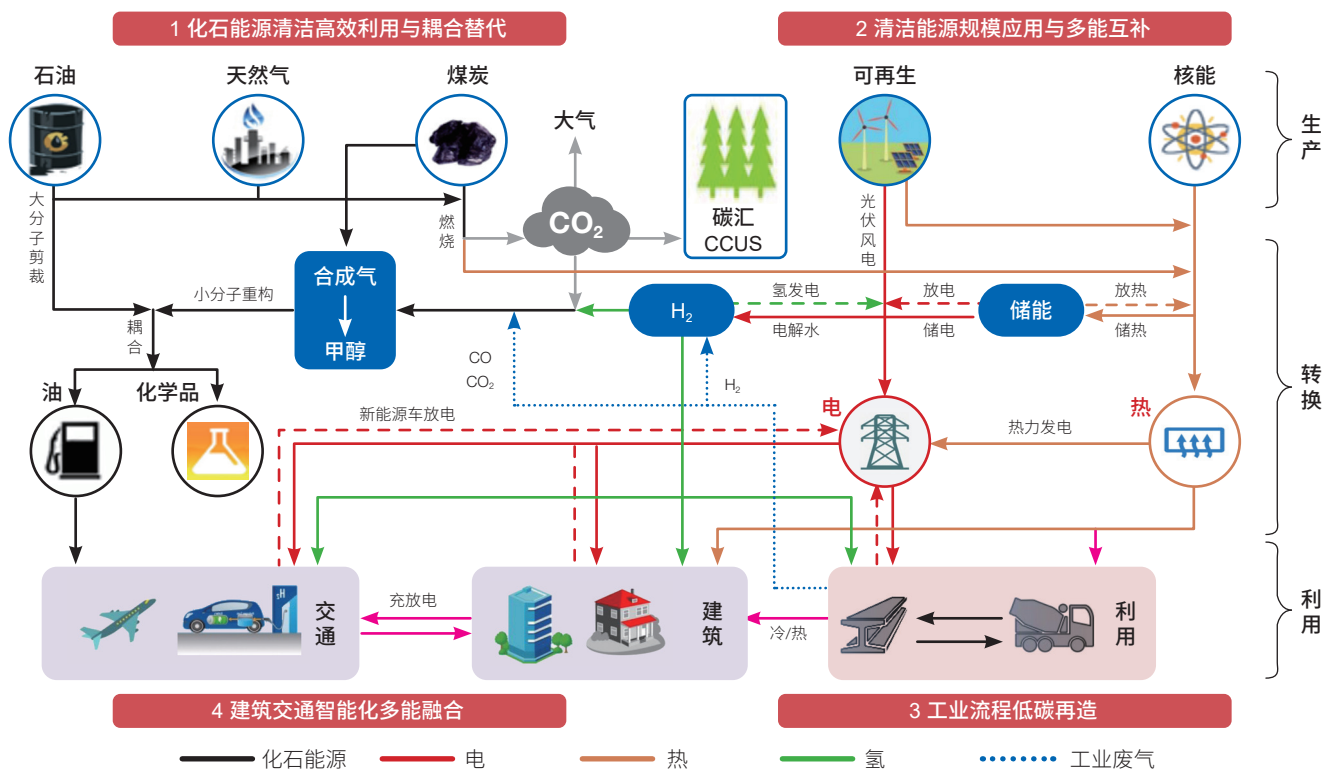 1 化石能源清洁高效利用与耦合替代
2 清洁能源规模应用与多能互补
石油
天然气
煤炭
大气
可再生
核能
生产
碳汇
CCUS
CO₂
大分子剪裁
燃烧
光伏风电
合成气
甲醇
小分子重构
耦合
H₂
氢发电
电解水
放电
储电
储能
放热
储热
CO
CO₂
H₂
转换
油
化学品
新能源车放电
电
热力发电
热
交通
充放电
建筑
冷/热
利用
利用
4 建筑交通智能化多能融合
3 工业流程低碳再造
化石能源
电
热
氢
工业废气